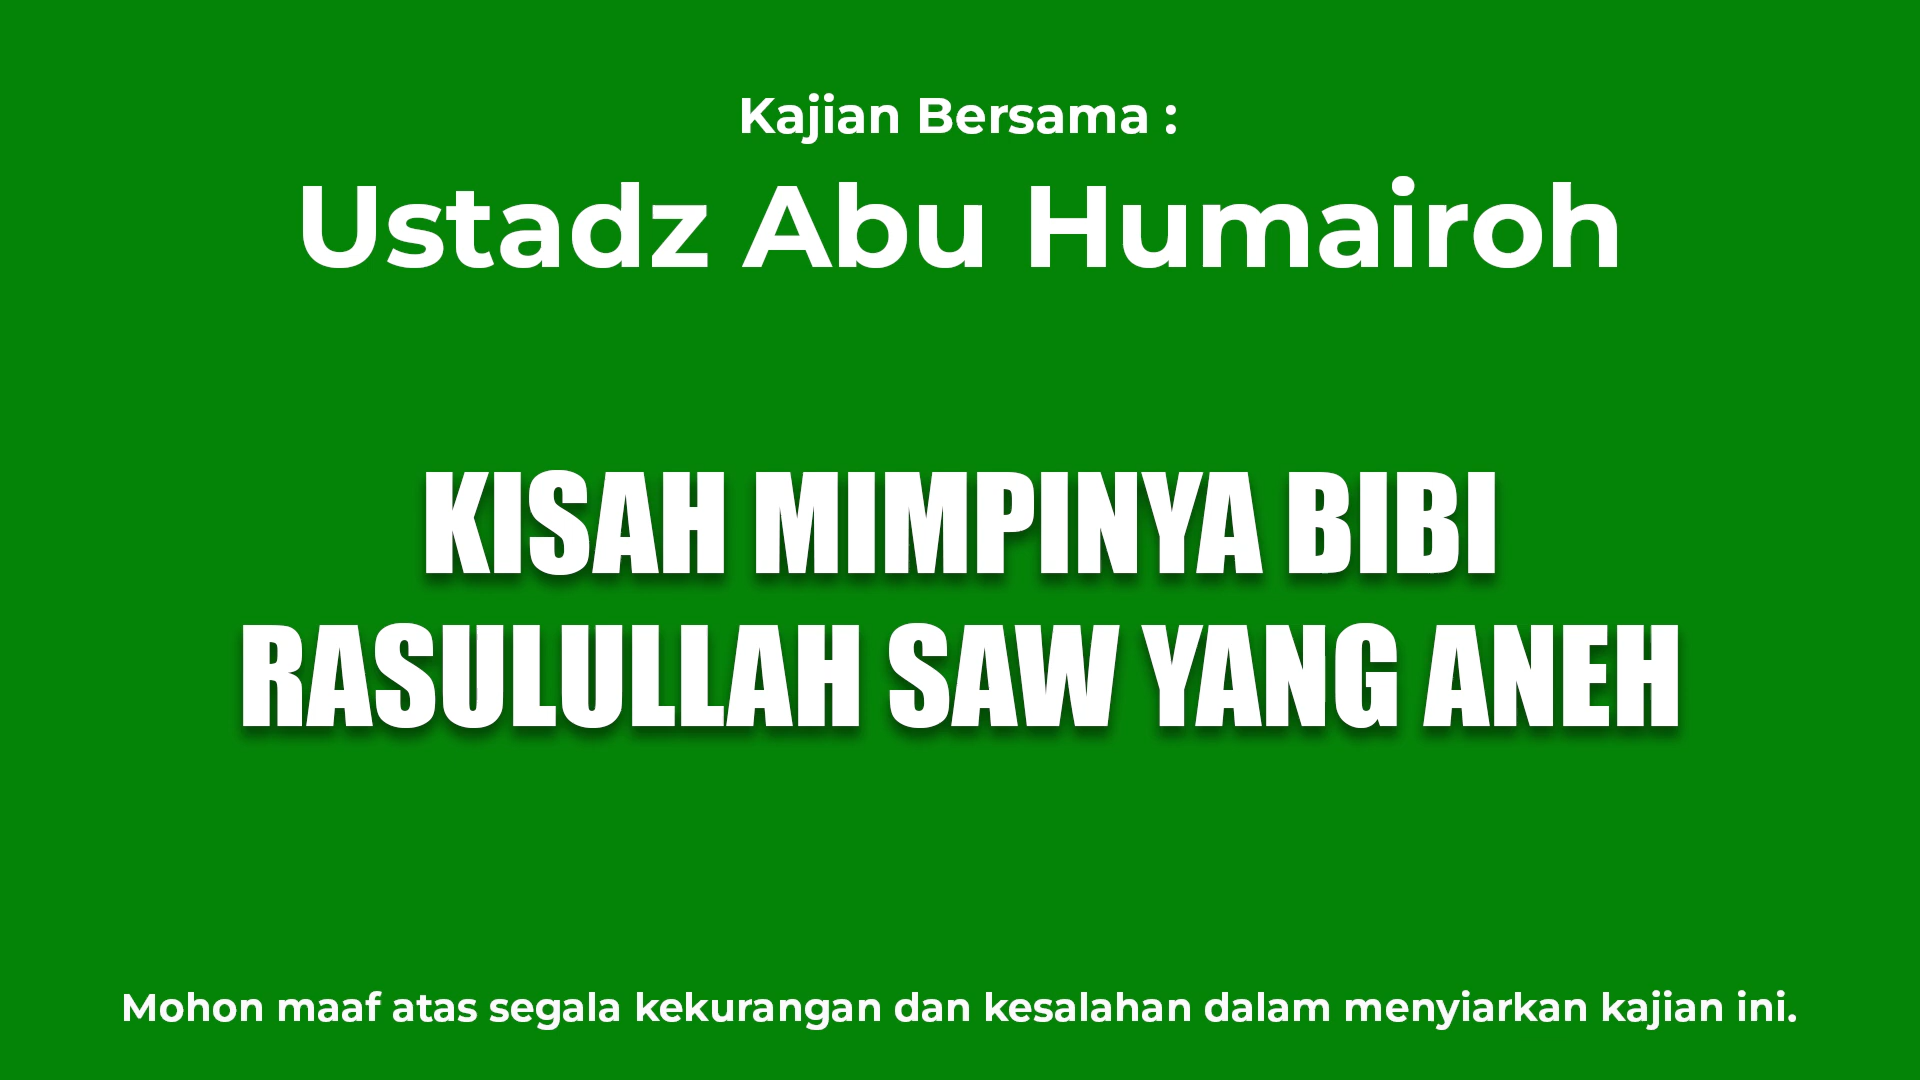 Kajian Bersama :
Ustadz Abu Humairoh
KISAH MIMPINYA BIBI
RASULULLAH SAW YANG ANEH
Mohon maaf atas segala kekurangan dan kesalahan dalam menyiarkan kajian ini.